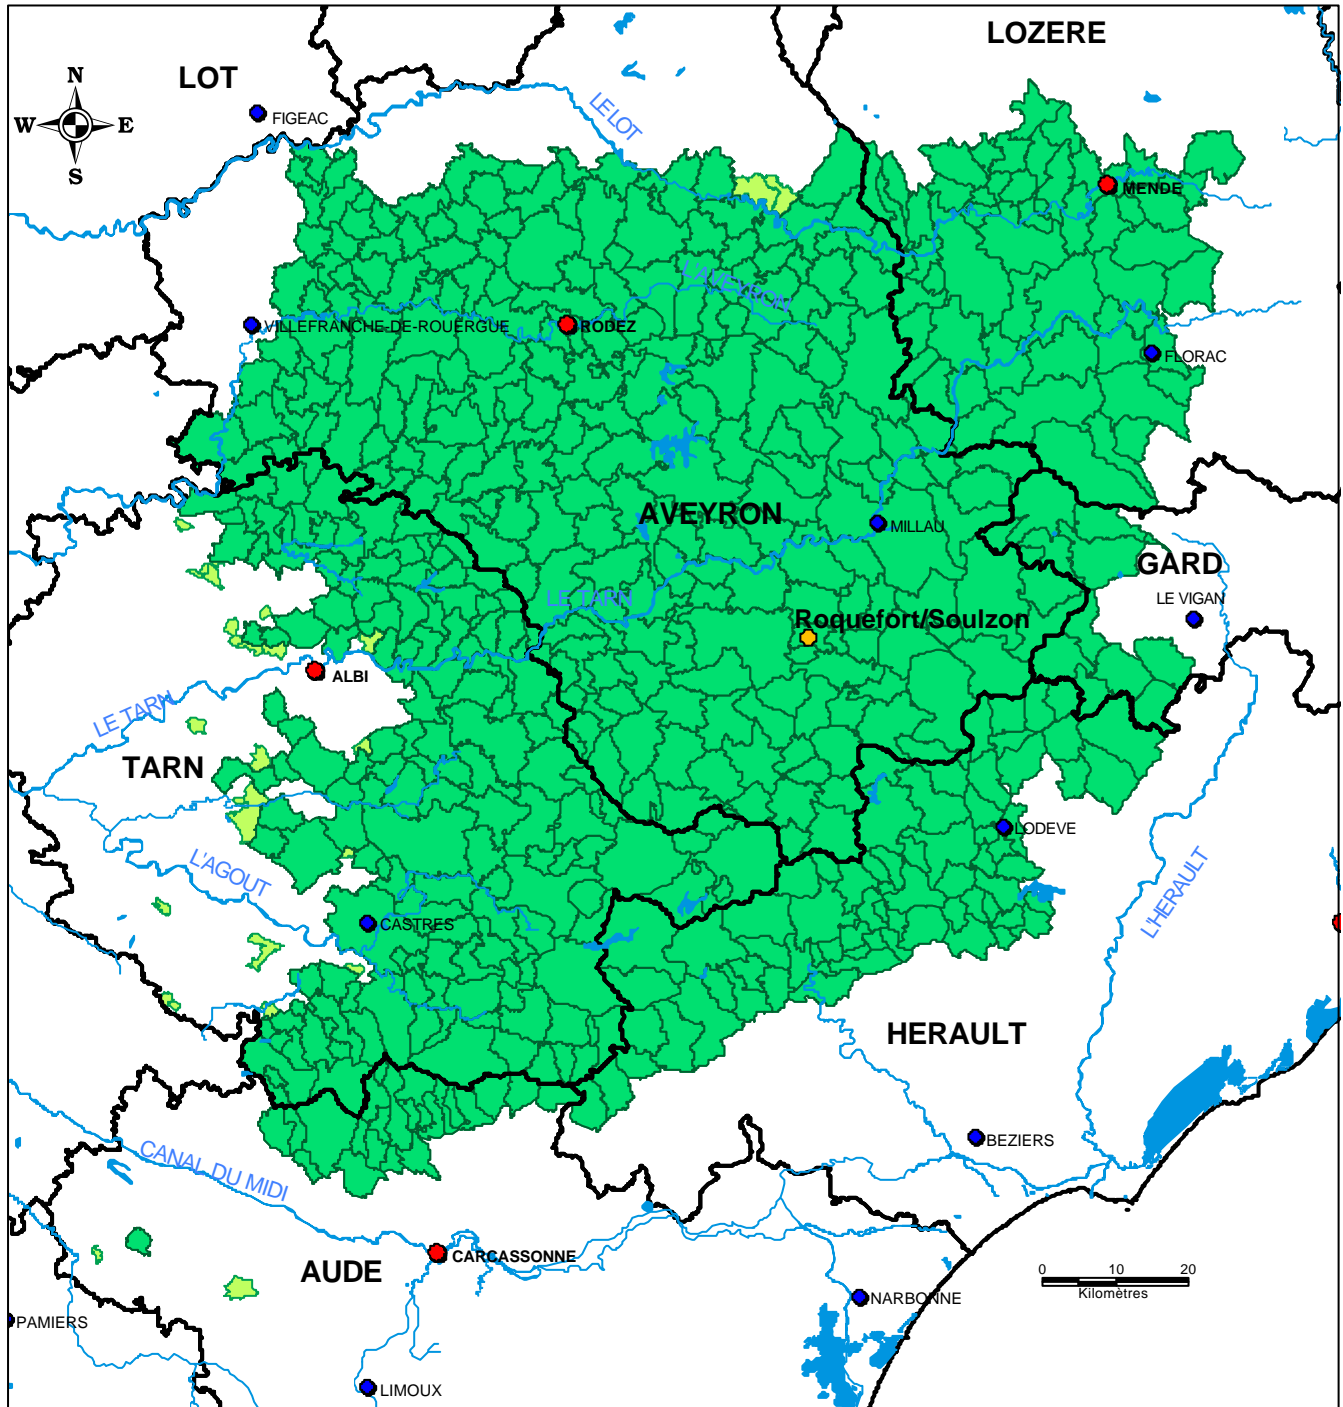 LOZERE
LOT
N
W E
S
FIGEAC
LE LOT
MENDE
L'AVEYRON
VILLEFRANCHE-DE-ROUERGUE
RODEZ
FLORAC
AVEYRON
MILLAU
GARD
LE VIGAN
LE TARN
Roquefort/Soulzon
ALBI
LE TARN
TARN
LODEVE
L'AGOUT
L'HERAULT
CASTRES
HERAULT
BEZIERS
CANAL DU MIDI
CARCASSONNE
AUDE
0 10 20
Kilomètres
NARBONNE
PAMIERS
LIMOUX